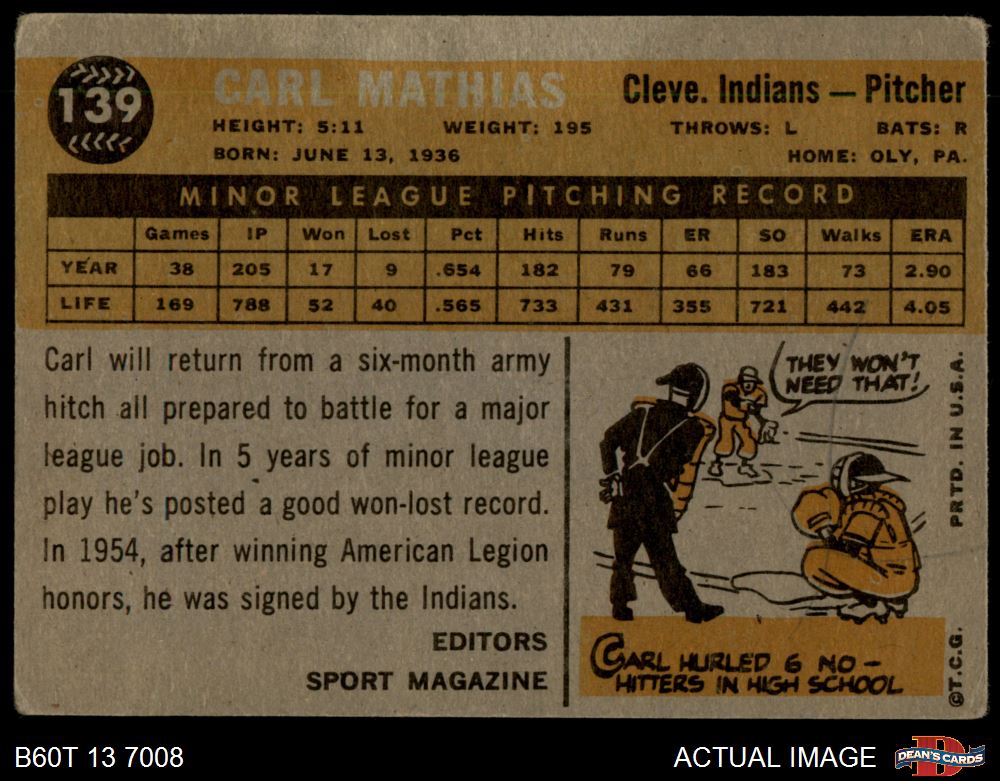 139
CARL MATHIAS
Cleve. Indians — Pitcher
HEIGHT: 5:11 WEIGHT: 195 THROWS: L BATS: R
BORN: JUNE 13, 1936 HOME: OLY, PA.
MINOR LEAGUE PITCHING RECORD
Games IP Won Lost Pct Hits Runs ER SO Walks ERA
YEAR 38 205 17 9 .654 182 79 66 183 73 2.90
LIFE 169 788 52 40 .565 733 431 355 721 442 4.05
Carl will return from a six-month army
hitch all prepared to battle for a major
league job. In 5 years of minor league
play he's posted a good won-lost record.
In 1954, after winning American Legion
honors, he was signed by the Indians.
EDITORS
SPORT MAGAZINE
THEY WON'T
NEED THAT!
CARL HURLED 6 NO-
HITTERS IN HIGH SCHOOL
©T.C.G. PRTD. IN U.S.A.
B60T 13 7008
ACTUAL IMAGE
D
DEAN'S CARDS